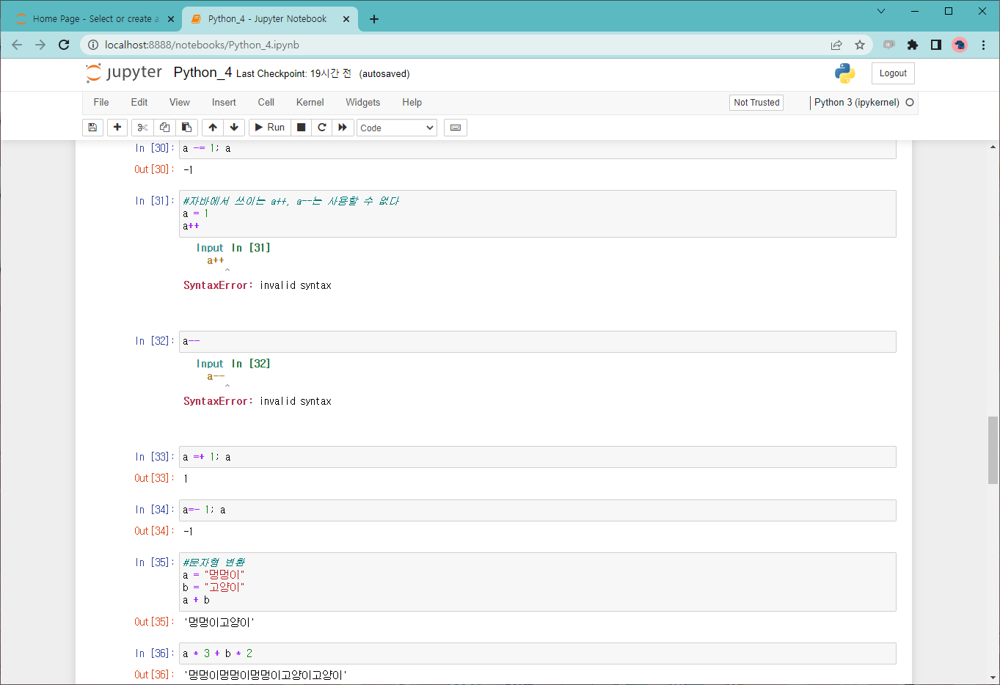 Home Page - Select or create a
Python_4 - Jupyter Notebook
localhost:8888/notebooks/Python_4.ipynb
jupyter Python_4 Last Checkpoint: 19시간 전 (autosaved)
Logout
File Edit View Insert Cell Kernel Widgets Help
Not Trusted
Python 3 (ipykernel)
Run
Code
In [30]: a -= 1; a
Out[30]: -1
In [31]: #자바에서 쓰이는 a++, a--는 사용할 수 없다
a = 1
a++
Input In [31]
a++
^
SyntaxError: invalid syntax
In [32]: a--
Input In [32]
a--
^
SyntaxError: invalid syntax
In [33]: a =+ 1; a
Out[33]: 1
In [34]: a=- 1; a
Out[34]: -1
In [35]: #문자형 변환
a = "멍멍이"
b = "고양이"
a + b
Out[35]: '멍멍이고양이'
In [36]: a * 3 + b * 2
Out[36]: '멍멍이멍멍이멍멍이고양이고양이'